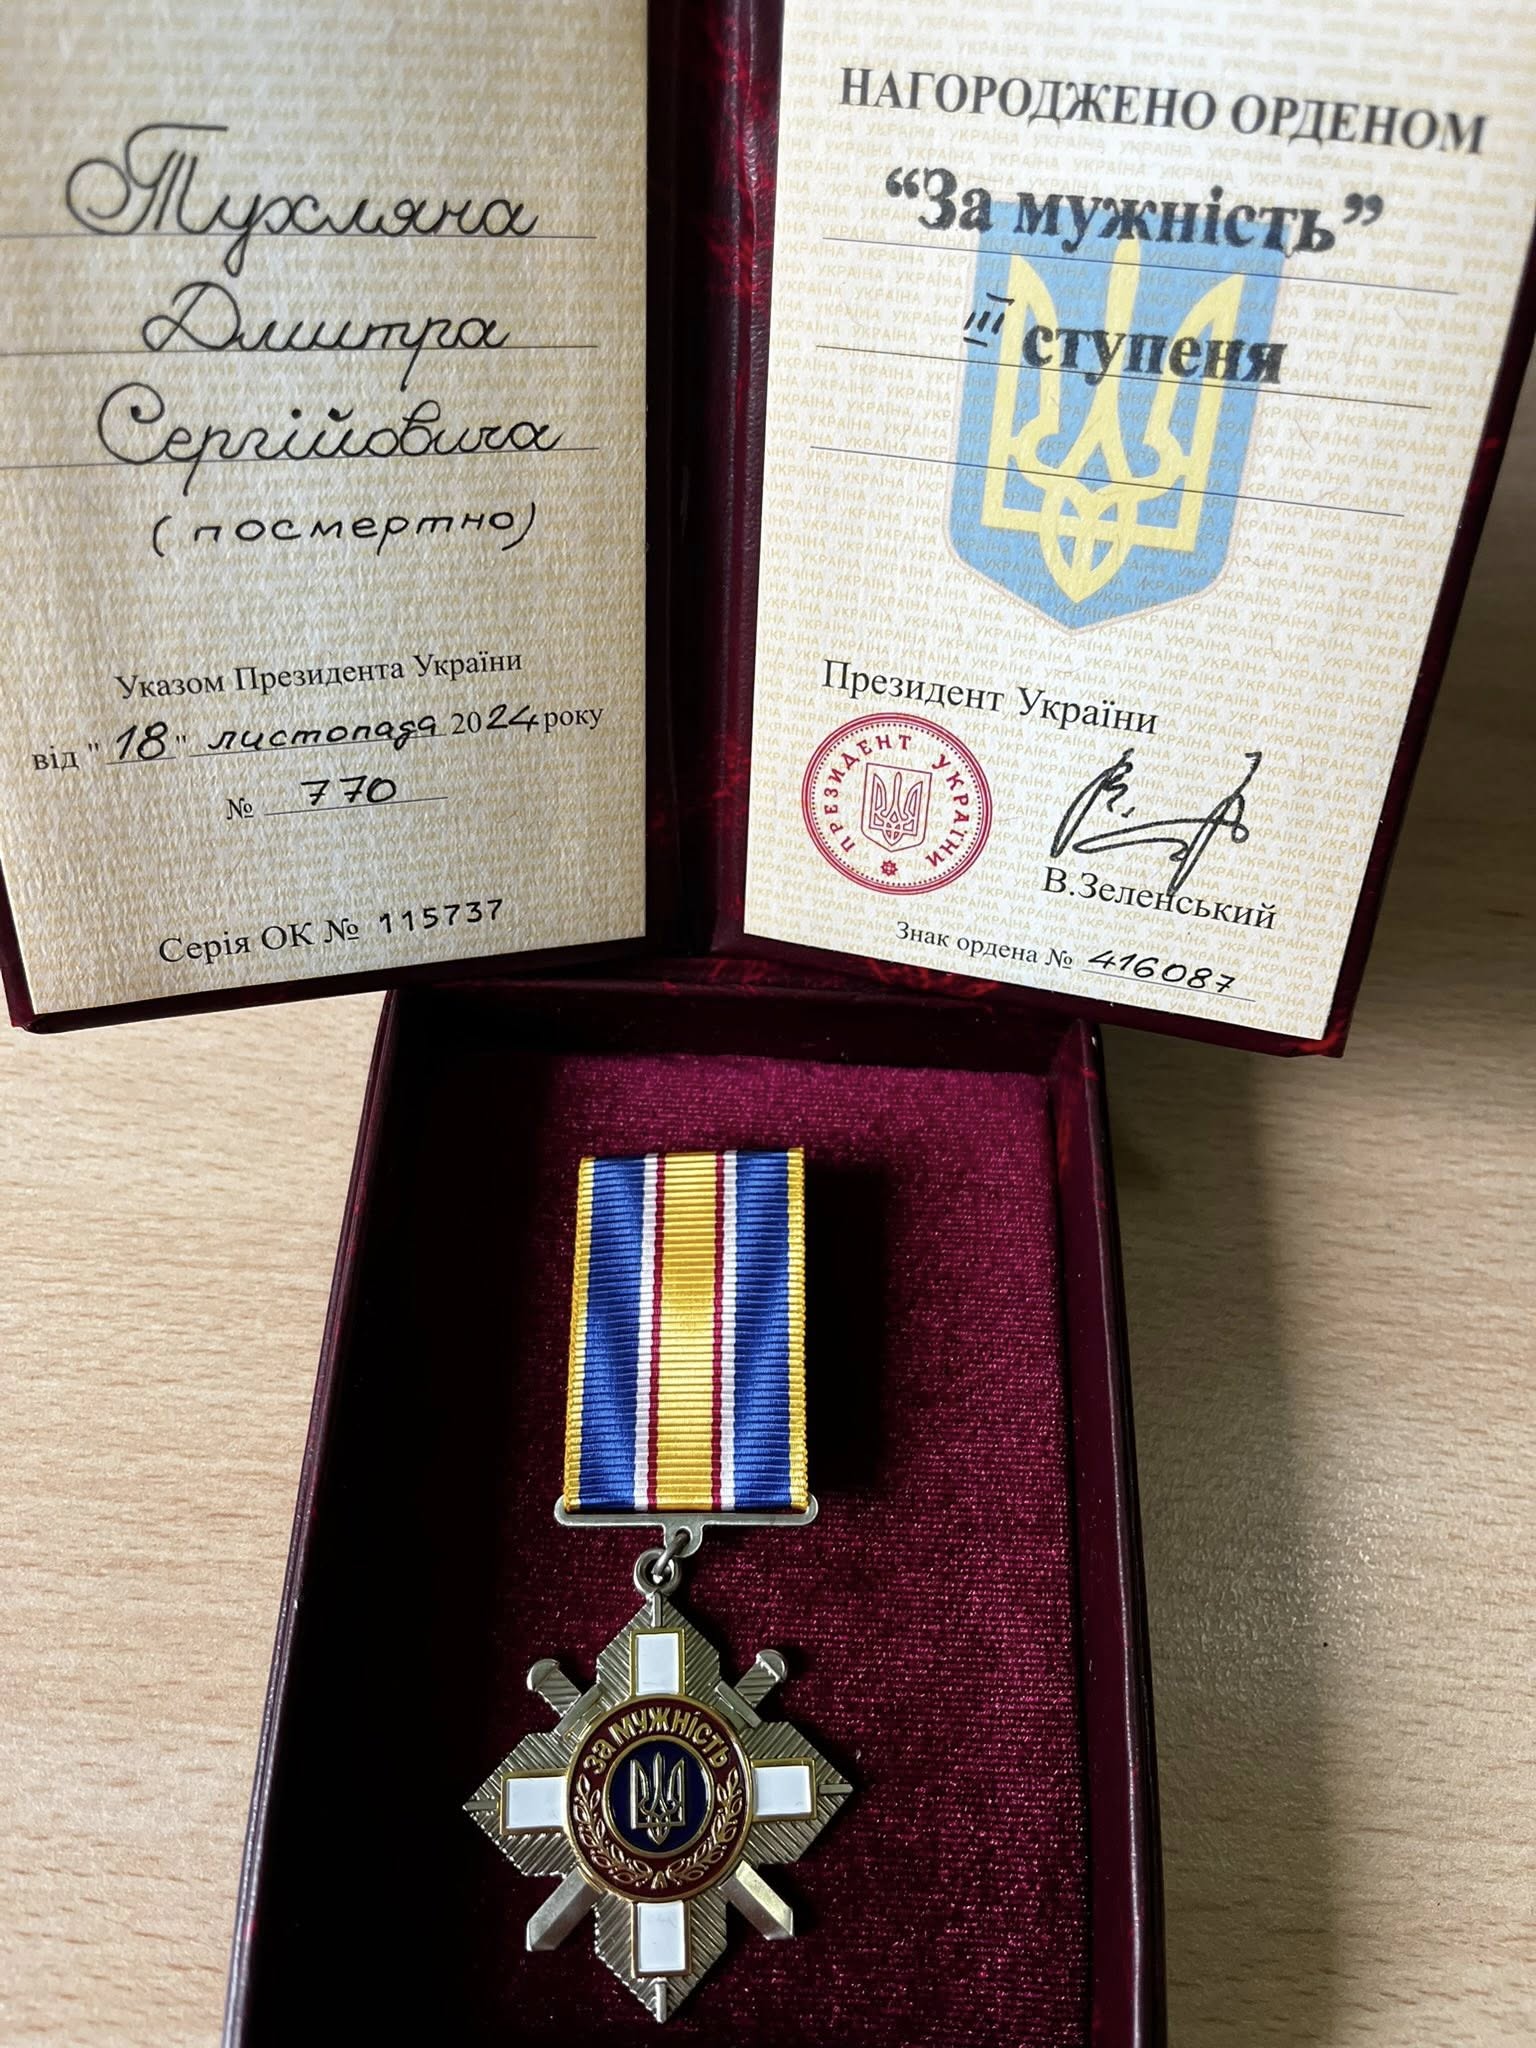 Тухляна
Дмитра
Сергійовича
(посмертно)
Указом Президента України
від "18" листопада 2024 року
№ 770
Серія ОК № 115737
НАГОРОДЖЕНО ОРДЕНОМ
“За мужність”
III ступеня
Президент України
ПРЕЗИДЕНТ УКРАЇНИ
В.Зеленський
Знак ордена № 416087
За МУЖНІСТЬ